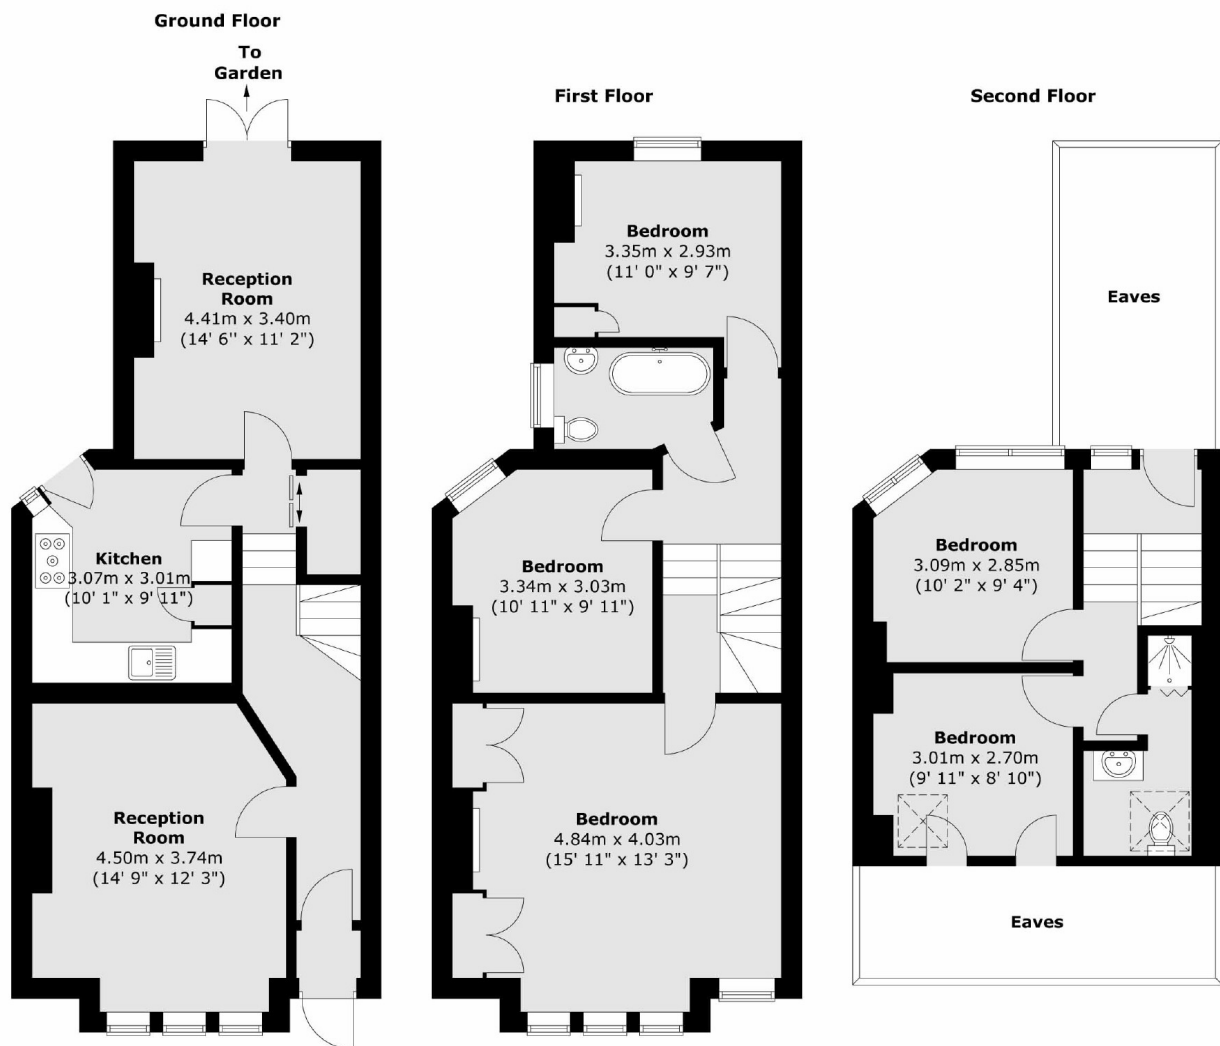 Ground Floor
To
Garden
Reception
Room
4.41m x 3.40m
(14' 6'' x 11' 2")
Kitchen
3.07m x 3.01m
(10' 1" x 9' 11")
Reception
Room
4.50m x 3.74m
(14' 9" x 12' 3")
First Floor
Bedroom
3.35m x 2.93m
(11' 0" x 9' 7")
Bedroom
3.34m x 3.03m
(10' 11" x 9' 11")
Bedroom
4.84m x 4.03m
(15' 11" x 13' 3")
Second Floor
Eaves
Bedroom
3.09m x 2.85m
(10' 2" x 9' 4")
Bedroom
3.01m x 2.70m
(9' 11" x 8' 10")
Eaves